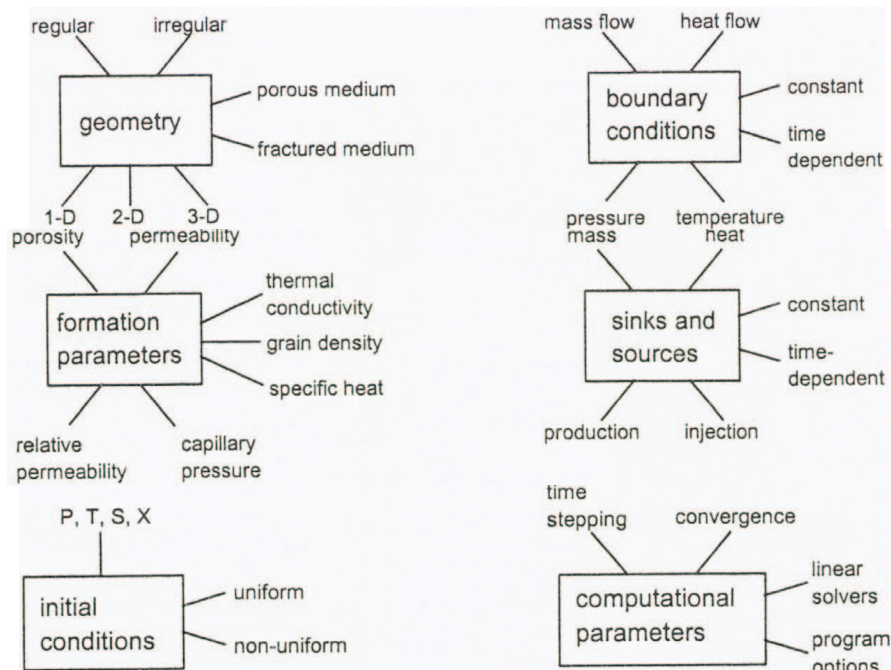 regular irregular
geometry
porous medium
fractured medium
1-D 2-D 3-D
porosity permeability
formation
parameters
thermal
conductivity
grain density
specific heat
relative
permeability
capillary
pressure
P, T, S, X
initial
conditions
uniform
non-uniform
mass flow heat flow
boundary
conditions
constant
time
dependent
pressure temperature
mass heat
sinks and
sources
constant
time-
dependent
production injection
time
stepping
convergence
computational
parameters
linear
solvers
program
options